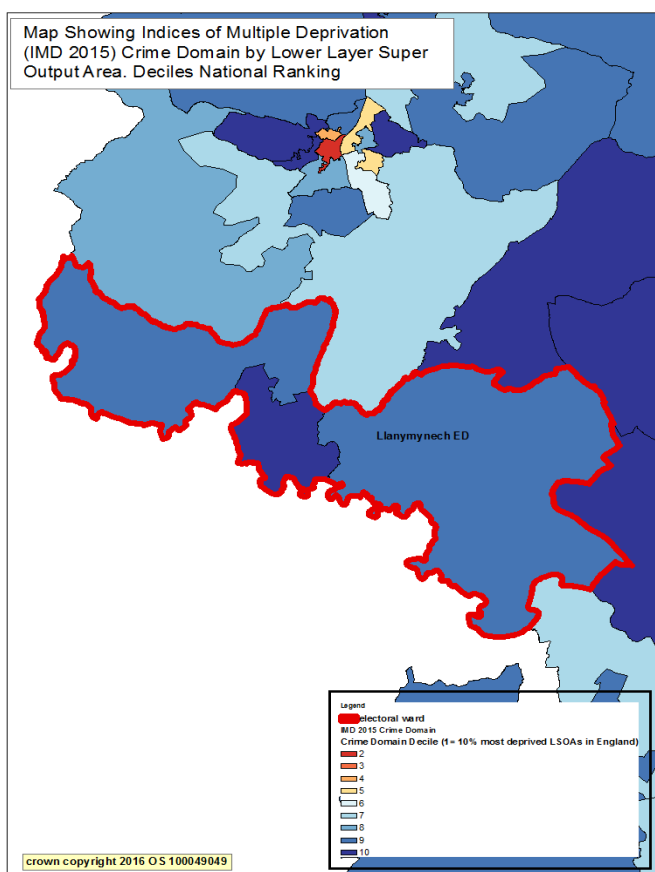 Map Showing Indices of Multiple Deprivation
(IMD 2015) Crime Domain by Lower Layer Super
Output Area. Deciles National Ranking
Llanymynech ED
Legend
electoral ward
IMD 2015 Crime Domain
Crime Domain Decile (1= 10% most deprived LSOAs in England)
2
3
4
5
6
7
8
9
10
crown copyright 2016 OS 100049049